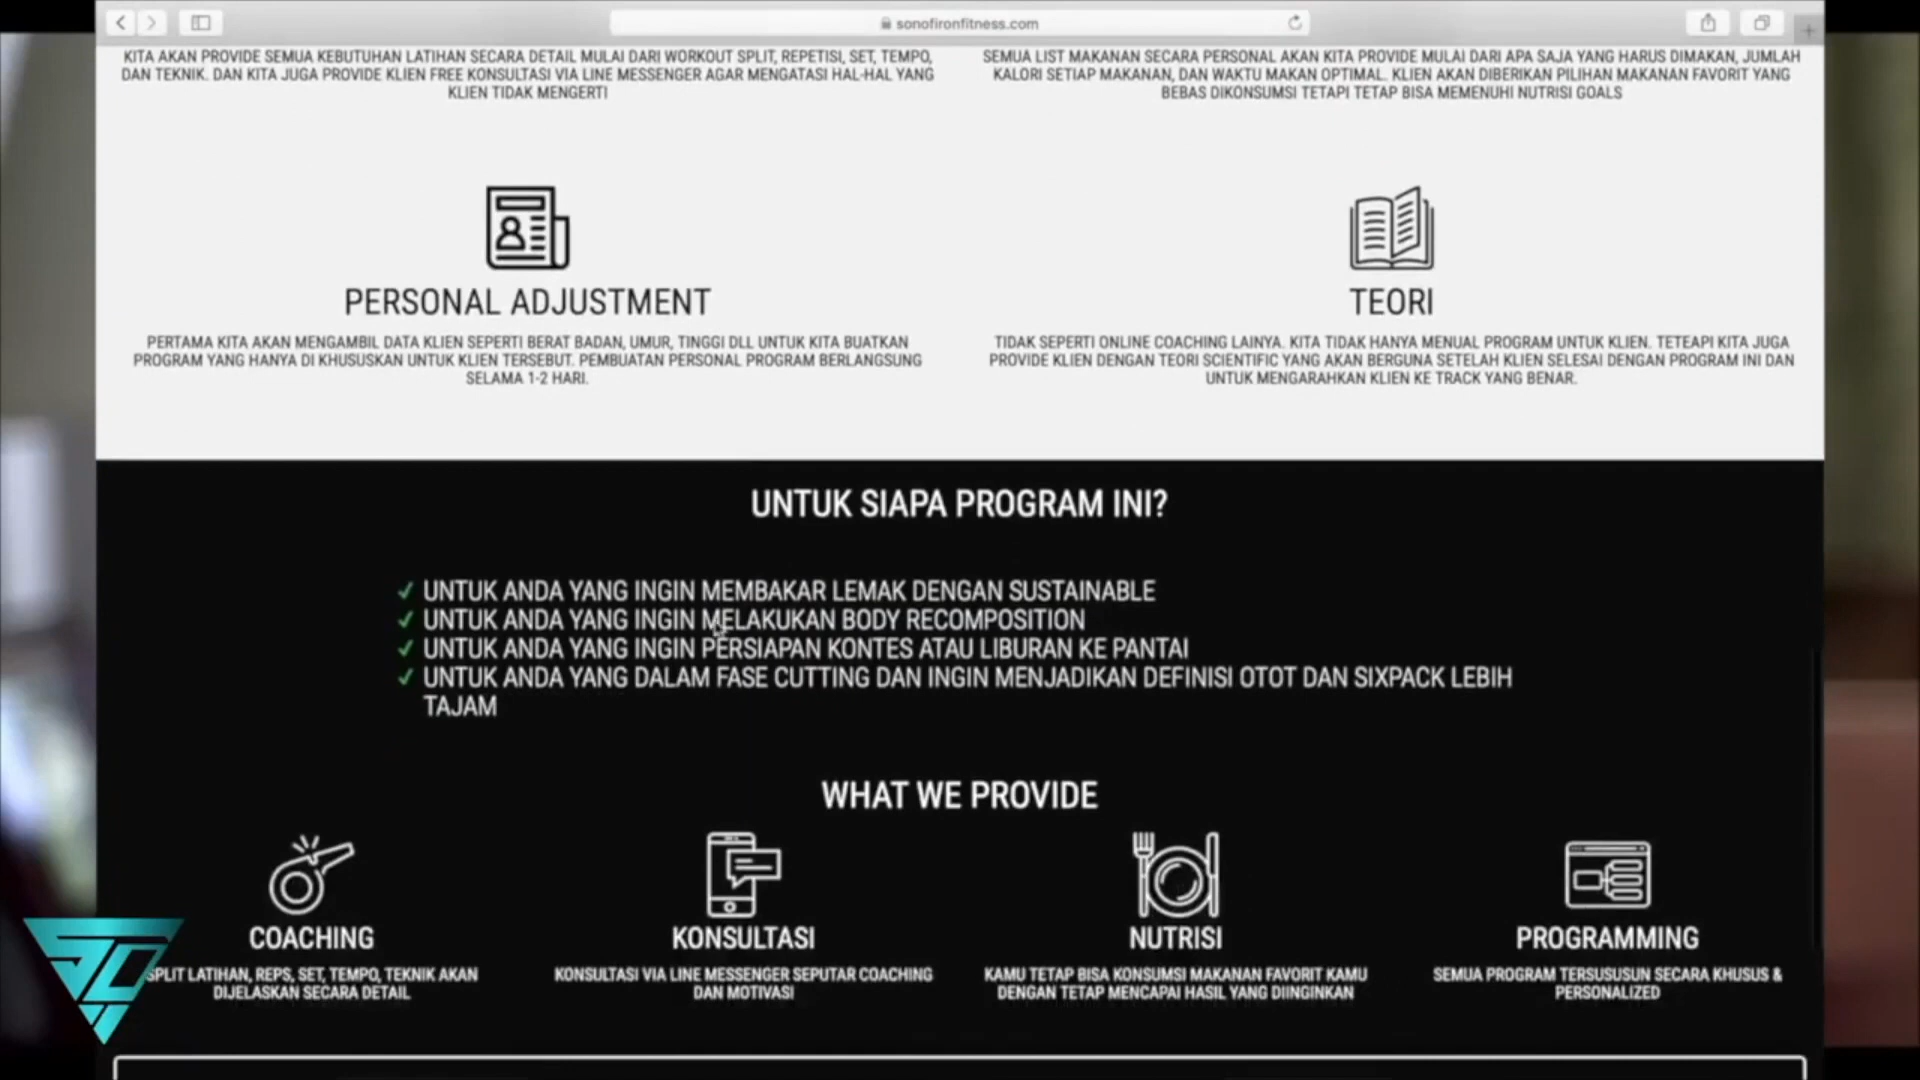 sonofironfitness.com
KITA AKAN PROVIDE SEMUA KEBUTUHAN LATIHAN SECARA DETAIL MULAI DARI WORKOUT SPLIT, REPETISI, SET, TEMPO,
DAN TEKNIK. DAN KITA JUGA PROVIDE KLIEN FREE KONSULTASI VIA LINE MESSENGER AGAR MENGATASI HAL-HAL YANG
KLIEN TIDAK MENGERTI
SEMUA LIST MAKANAN SECARA PERSONAL AKAN KITA PROVIDE MULAI DARI APA SAJA YANG HARUS DIMAKAN, JUMLAH
KALORI SETIAP MAKANAN, DAN WAKTU MAKAN OPTIMAL. KLIEN AKAN DIBERIKAN PILIHAN MAKANAN FAVORIT YANG
BEBAS DIKONSUMSI TETAPI TETAP BISA MEMENUHI NUTRISI GOALS
PERSONAL ADJUSTMENT
PERTAMA KITA AKAN MENGAMBIL DATA KLIEN SEPERTI BERAT BADAN, UMUR, TINGGI DLL UNTUK KITA BUATKAN
PROGRAM YANG HANYA DI KHUSUSKAN UNTUK KLIEN TERSEBUT. PEMBUATAN PERSONAL PROGRAM BERLANGSUNG
SELAMA 1-2 HARI.
TEORI
TIDAK SEPERTI ONLINE COACHING LAINYA. KITA TIDAK HANYA MENUAL PROGRAM UNTUK KLIEN. TETEAPI KITA JUGA
PROVIDE KLIEN DENGAN TEORI SCIENTIFIC YANG AKAN BERGUNA SETELAH KLIEN SELESAI DENGAN PROGRAM INI DAN
UNTUK MENGARAHKAN KLIEN KE TRACK YANG BENAR.
UNTUK SIAPA PROGRAM INI?
✓ UNTUK ANDA YANG INGIN MEMBAKAR LEMAK DENGAN SUSTAINABLE
✓ UNTUK ANDA YANG INGIN MELAKUKAN BODY RECOMPOSITION
✓ UNTUK ANDA YANG INGIN PERSIAPAN KONTES ATAU LIBURAN KE PANTAI
✓ UNTUK ANDA YANG DALAM FASE CUTTING DAN INGIN MENJADIKAN DEFINISI OTOT DAN SIXPACK LEBIH
TAJAM
WHAT WE PROVIDE
COACHING
SPLIT LATIHAN, REPS, SET, TEMPO, TEKNIK AKAN
DIJELASKAN SECARA DETAIL
KONSULTASI
KONSULTASI VIA LINE MESSENGER SEPUTAR COACHING
DAN MOTIVASI
NUTRISI
KAMU TETAP BISA KONSUMSI MAKANAN FAVORIT KAMU
DENGAN TETAP MENCAPAI HASIL YANG DIINGINKAN
PROGRAMMING
SEMUA PROGRAM TERSUSUSUN SECARA KHUSUS &
PERSONALIZED